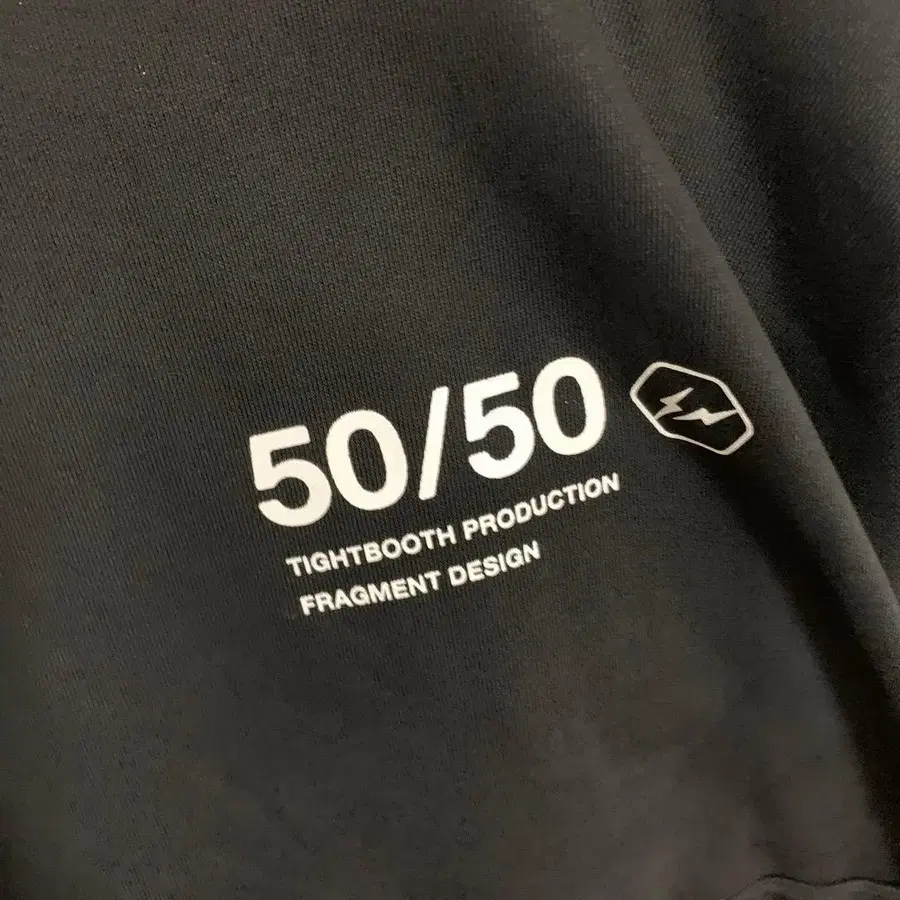 50/50
TIGHTBOOTH PRODUCTION
FRAGMENT DESIGN